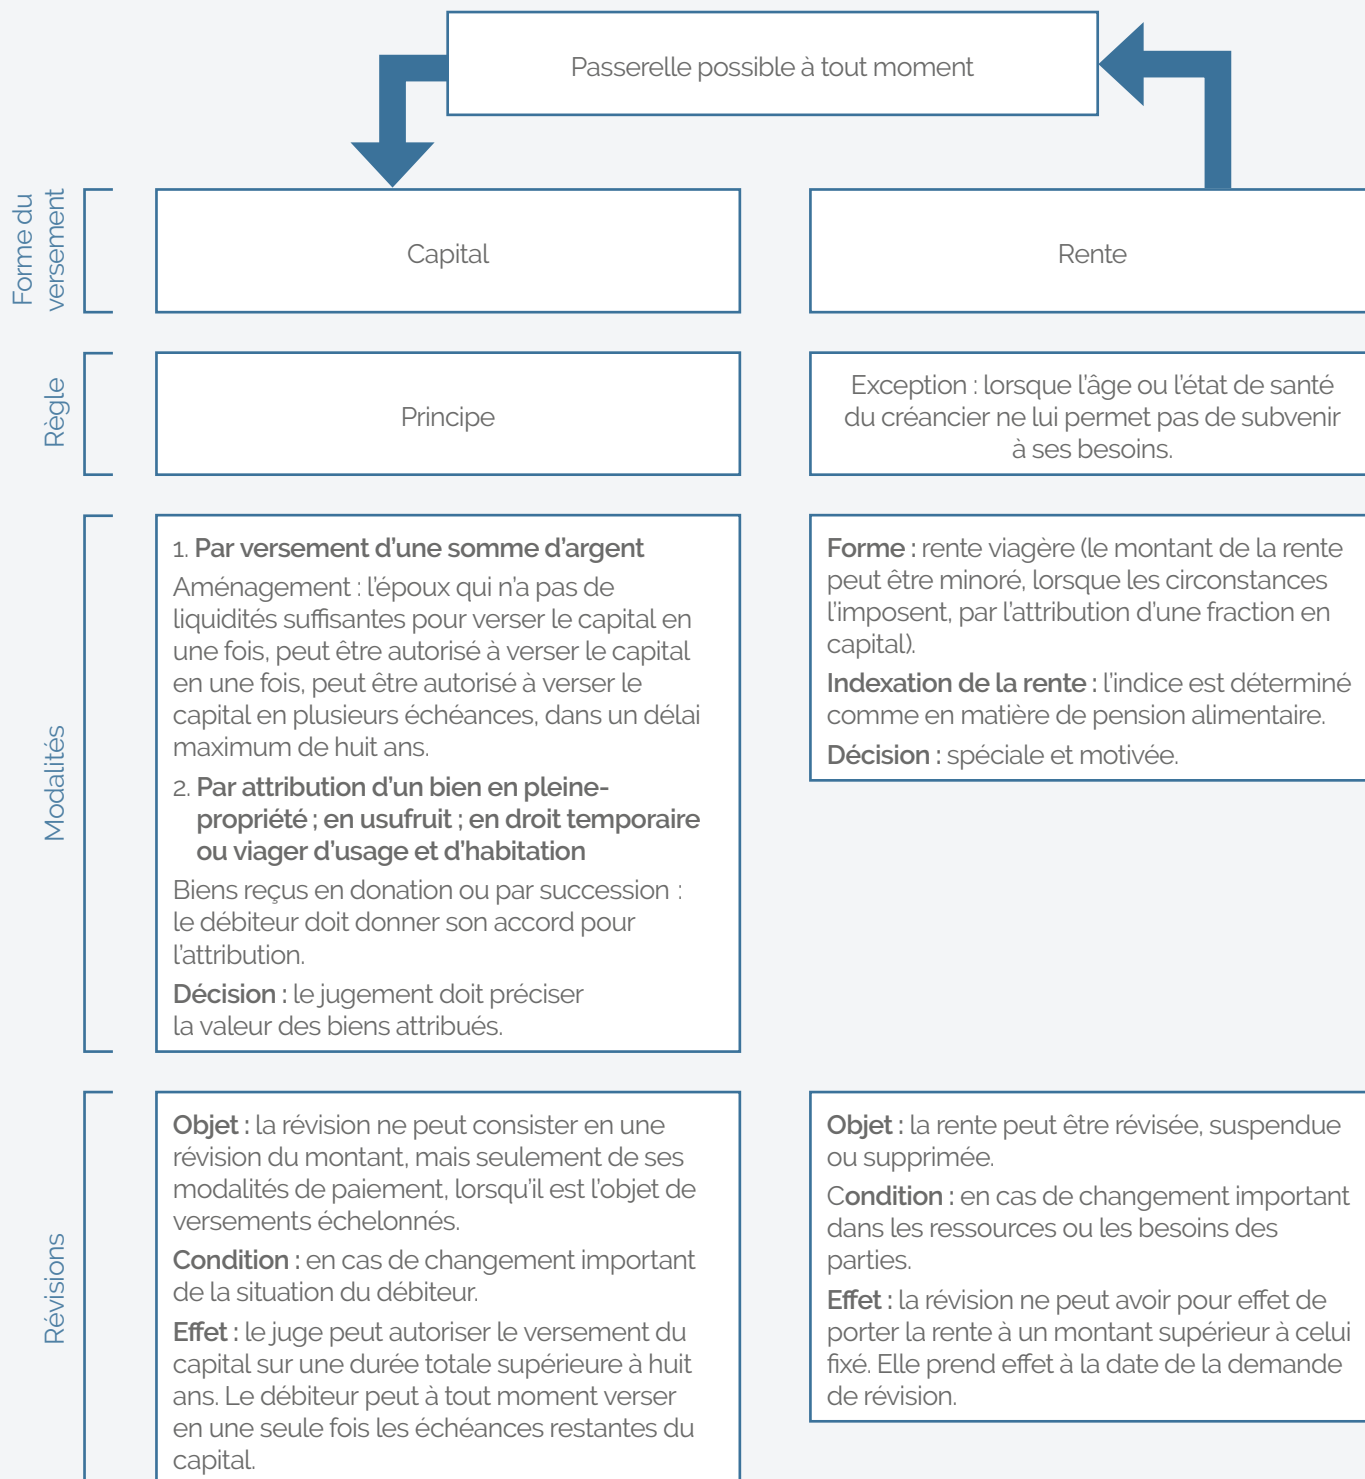 Passerelle possible à tout moment
Forme du
versement
Capital
Rente
Règle
Principe
Exception : lorsque l'âge ou l'état de santé
du créancier ne lui permet pas de subvenir
à ses besoins.
Modalités
1. Par versement d'une somme d'argent
Aménagement : l'époux qui n'a pas de
liquidités suffisantes pour verser le capital en
une fois, peut être autorisé à verser le capital
en une fois, peut être autorisé à verser le
capital en plusieurs échéances, dans un délai
maximum de huit ans.
2. Par attribution d'un bien en pleine-
propriété ; en usufruit ; en droit temporaire
ou viager d'usage et d'habitation
Biens reçus en donation ou par succession :
le débiteur doit donner son accord pour
l'attribution.
Décision : le jugement doit préciser
la valeur des biens attribués.
Forme : rente viagère (le montant de la rente
peut être minoré, lorsque les circonstances
l'imposent, par l'attribution d'une fraction en
capital).
Indexation de la rente : l'indice est déterminé
comme en matière de pension alimentaire.
Décision : spéciale et motivée.
Révisions
Objet : la révision ne peut consister en une
révision du montant, mais seulement de ses
modalités de paiement, lorsqu'il est l'objet de
versements échelonnés.
Condition : en cas de changement important
de la situation du débiteur.
Effet : le juge peut autoriser le versement du
capital sur une durée totale supérieure à huit
ans. Le débiteur peut à tout moment verser
en une seule fois les échéances restantes du
capital.
Objet : la rente peut être révisée, suspendue
ou supprimée.
Condition : en cas de changement important
dans les ressources ou les besoins des
parties.
Effet : la révision ne peut avoir pour effet de
porter la rente à un montant supérieur à celui
fixé. Elle prend effet à la date de la demande
de révision.